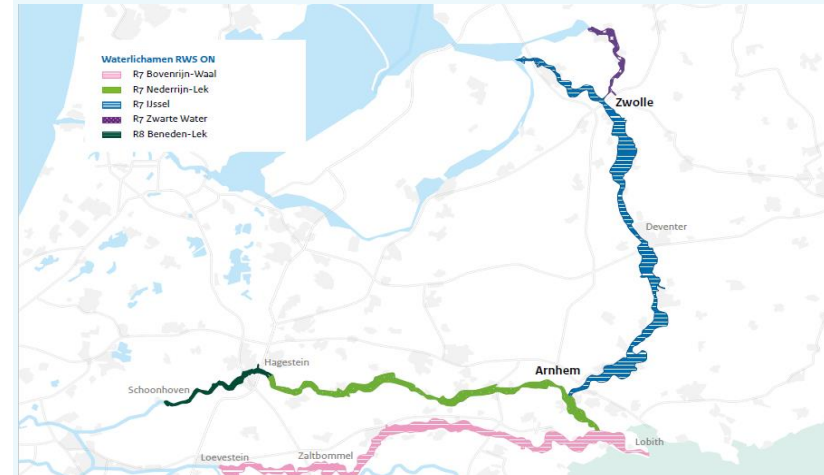 Waterlichamen RWS ON
R7 Bovenrijn-Waal
R7 Nederrijn-Lek
R7 IJssel
R7 Zwarte Water
R8 Beneden-Lek
Zwolle
Deventer
Hagestein
Arnhem
Schoonhoven
Loevestein
Zaltbommel
Lobith